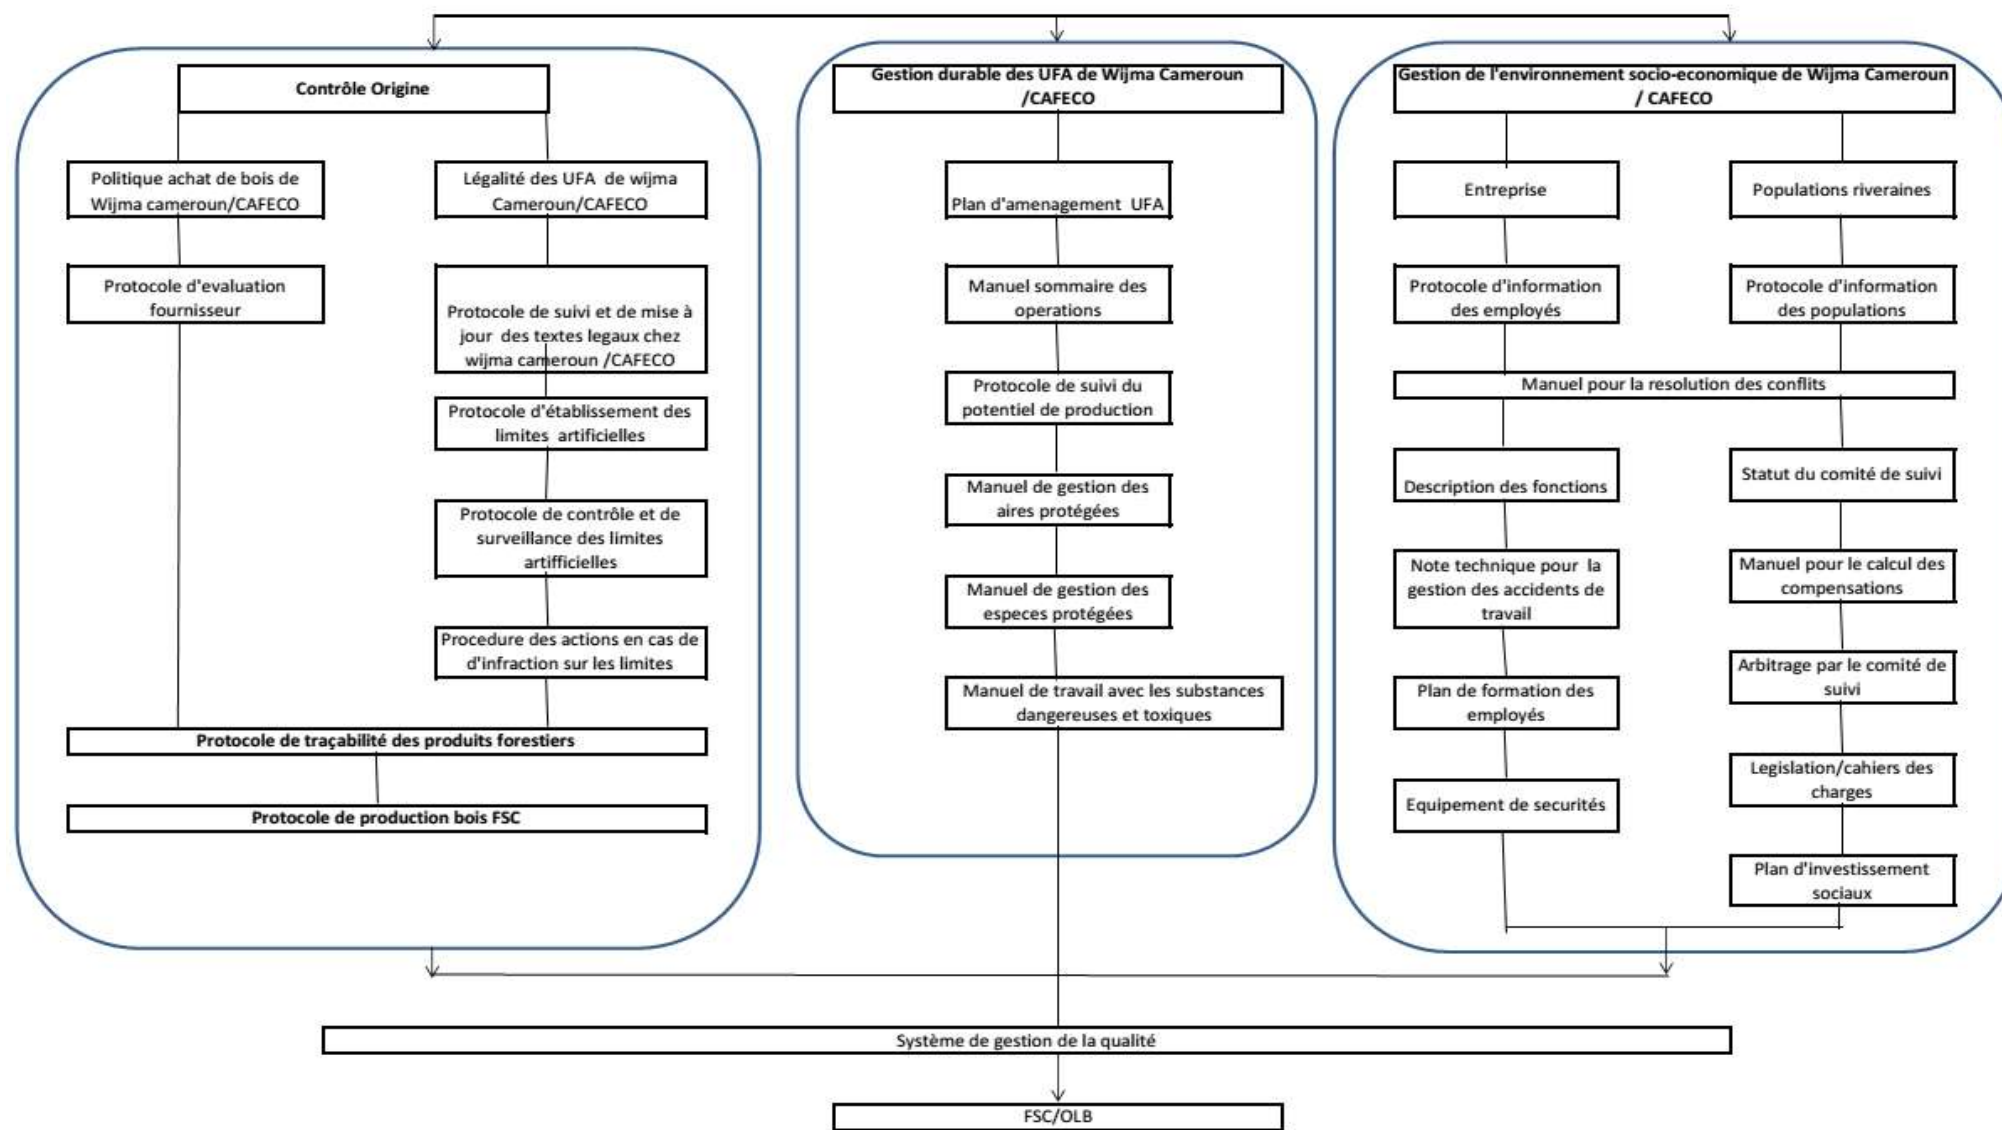 Contrôle Origine
Politique achat de bois de
Wijma cameroun/CAFECO
Légalité des UFA de wijma
Cameroun/CAFECO
Protocole d'evaluation
fournisseur
Protocole de suivi et de mise à
jour des textes legaux chez
wijma cameroun /CAFECO
Protocole d'établissement des
limites artificielles
Protocole de contrôle et de
surveillance des limites
artifficielles
Procedure des actions en cas de
d'infraction sur les limites
Protocole de traçabilité des produits forestiers
Protocole de production bois FSC
Gestion durable des UFA de Wijma Cameroun
/CAFECO
Plan d'amenagement UFA
Manuel sommaire des
operations
Protocole de suivi du
potentiel de production
Manuel de gestion des
aires protégées
Manuel de gestion des
especes protégées
Manuel de travail avec les substances
dangereuses et toxiques
Gestion de l'environnement socio-economique de Wijma Cameroun
/ CAFECO
Entreprise
Populations riveraines
Protocole d'information
des employés
Protocole d'information
des populations
Manuel pour la resolution des conflits
Description des fonctions
Note technique pour la
gestion des accidents de
travail
Plan de formation des
employés
Equipement de securités
Statut du comité de suivi
Manuel pour le calcul des
compensations
Arbitrage par le comité de
suivi
Legislation/cahiers des
charges
Plan d'investissement
sociaux
Système de gestion de la qualité
FSC/OLB